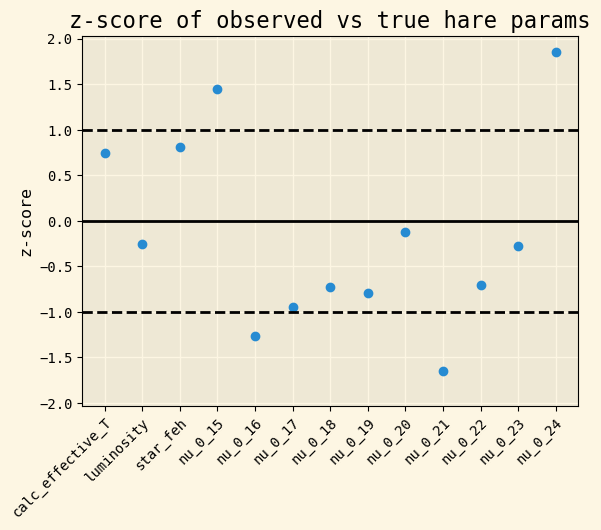 z-score of observed vs true hare params
2.0
1.5
1.0
0.5
0.0
−0.5
−1.0
−1.5
−2.0
z-score
calc_effective_T
luminosity
star_feh
nu_0_15
nu_0_16
nu_0_17
nu_0_18
nu_0_19
nu_0_20
nu_0_21
nu_0_22
nu_0_23
nu_0_24